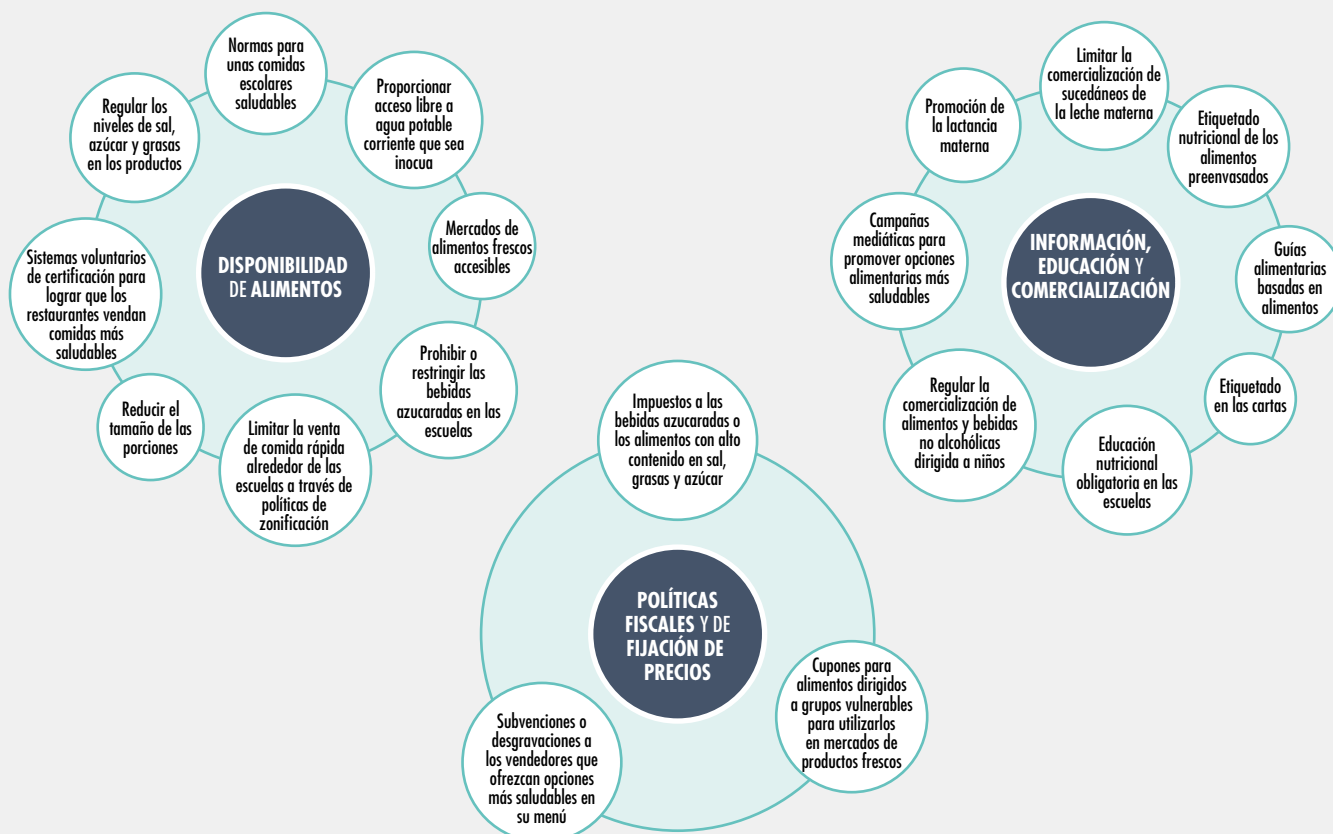 DISPONIBILIDAD
DE ALIMENTOS
Normas para
unas comidas
escolares
saludables
Proporcionar
acceso libre a
agua potable
corriente que sea
inocua
Mercados de
alimentos frescos
accesibles
Prohibir o
restringir las
bebidas
azucaradas en las
escuelas
Limitar la venta
de comida rápida
alrededor de las
escuelas a través de
políticas de
zonificación
Reducir el
tamaño de las
porciones
Sistemas voluntarios
de certificación para
lograr que los
restaurantes vendan
comidas más
saludables
Regular los
niveles de sal,
azúcar y grasas
en los productos
INFORMACIÓN,
EDUCACIÓN Y
COMERCIALIZACIÓN
Limitar la
comercialización de
sucedáneos de
la leche materna
Etiquetado
nutricional de los
alimentos
preenvasados
Guías
alimentarias
basadas en
alimentos
Etiquetado
en las cartas
Educación
nutricional
obligatoria en las
escuelas
Regular la
comercialización de
alimentos y bebidas
no alcohólicas
dirigida a niños
Campañas
mediáticas para
promover opciones
alimentarias más
saludables
Promoción de
la lactancia
materna
POLÍTICAS
FISCALES Y DE
FIJACIÓN DE
PRECIOS
Impuestos a las
bebidas azucaradas o
los alimentos con alto
contenido en sal,
grasas y azúcar
Cupones para
alimentos dirigidos
a grupos vulnerables
para utilizarlos
en mercados de
productos frescos
Subvenciones o
desgravaciones a
los vendedores que
ofrezcan opciones
más saludables en
su menú